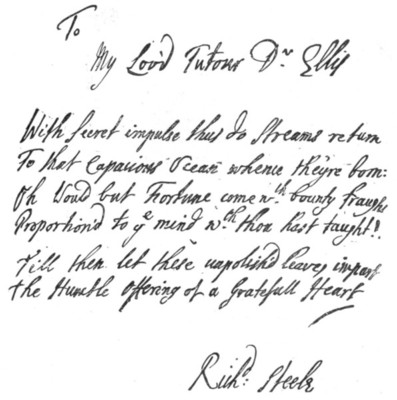 To
My Lov'd Tutour Dr Ellis
With Secret impulse thus do Streams return
To that Capacious Ocean whence they're born:
Oh Woud but Fortune come wth bounty fraught
Proportion'd to ye mind wch thou hast taught!
Till then let these unpolish'd leaves impart
the Humble Offering of a Gratefull Heart
Richd Steele